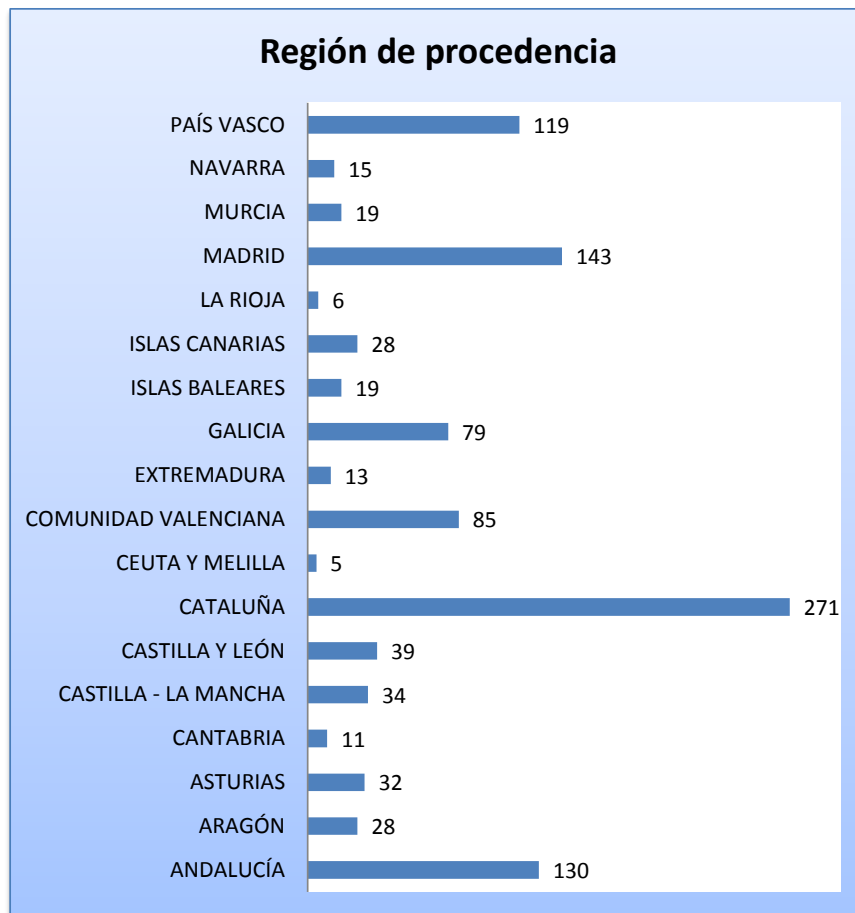 Región de procedencia
PAÍS VASCO 119
NAVARRA 15
MURCIA 19
MADRID 143
LA RIOJA 6
ISLAS CANARIAS 28
ISLAS BALEARES 19
GALICIA 79
EXTREMADURA 13
COMUNIDAD VALENCIANA 85
CEUTA Y MELILLA 5
CATALUÑA 271
CASTILLA Y LEÓN 39
CASTILLA - LA MANCHA 34
CANTABRIA 11
ASTURIAS 32
ARAGÓN 28
ANDALUCÍA 130